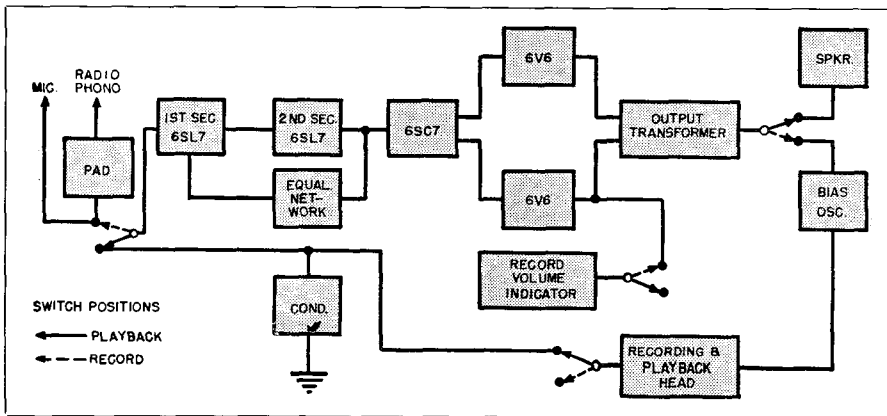 MIC.
RADIO
PHONO
PAD
1ST SEC.
6SL7
2ND SEC.
6SL7
EQUAL.
NET-
WORK
6SC7
6V6
6V6
OUTPUT
TRANSFORMER
SPKR.
BIAS
OSC.
RECORD
VOLUME
INDICATOR
COND.
RECORDING &
PLAYBACK
HEAD
SWITCH POSITIONS
PLAYBACK
RECORD